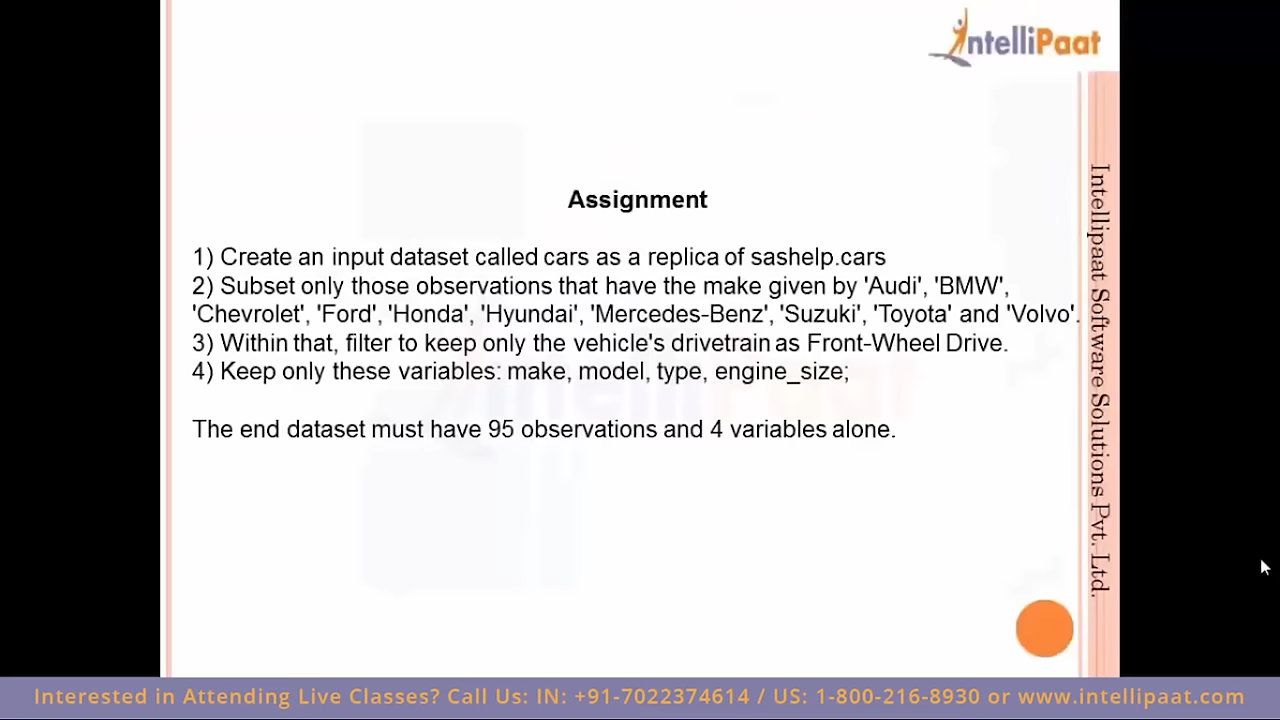 IntelliPaat
Assignment
1) Create an input dataset called cars as a replica of sashelp.cars
2) Subset only those observations that have the make given by 'Audi', 'BMW',
'Chevrolet', 'Ford', 'Honda', 'Hyundai', 'Mercedes-Benz', 'Suzuki', 'Toyota' and 'Volvo'.
3) Within that, filter to keep only the vehicle's drivetrain as Front-Wheel Drive.
4) Keep only these variables: make, model, type, engine_size;
The end dataset must have 95 observations and 4 variables alone.
Intellipaat Software Solutions Pvt. Ltd.
Interested in Attending Live Classes? Call Us: IN: +91-7022374614 / US: 1-800-216-8930 or www.intellipaat.com